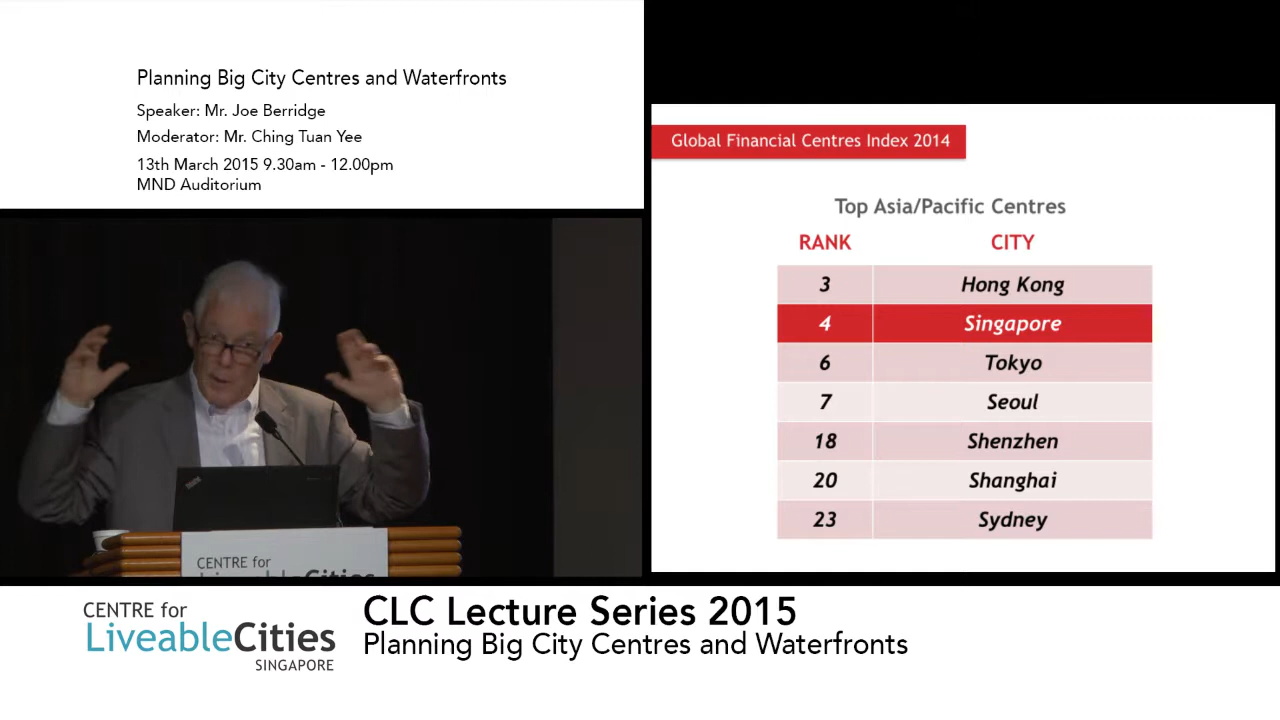 Planning Big City Centres and Waterfronts
Speaker: Mr. Joe Berridge
Moderator: Mr. Ching Tuan Yee
13th March 2015 9.30am - 12.00pm
MND Auditorium
Global Financial Centres Index 2014
Top Asia/Pacific Centres
RANK CITY
3 Hong Kong
4 Singapore
6 Tokyo
7 Seoul
18 Shenzhen
20 Shanghai
23 Sydney
ThinkPad
CENTRE for
LiveableCities
CENTRE for
LiveableCities
SINGAPORE
CLC Lecture Series 2015
Planning Big City Centres and Waterfronts